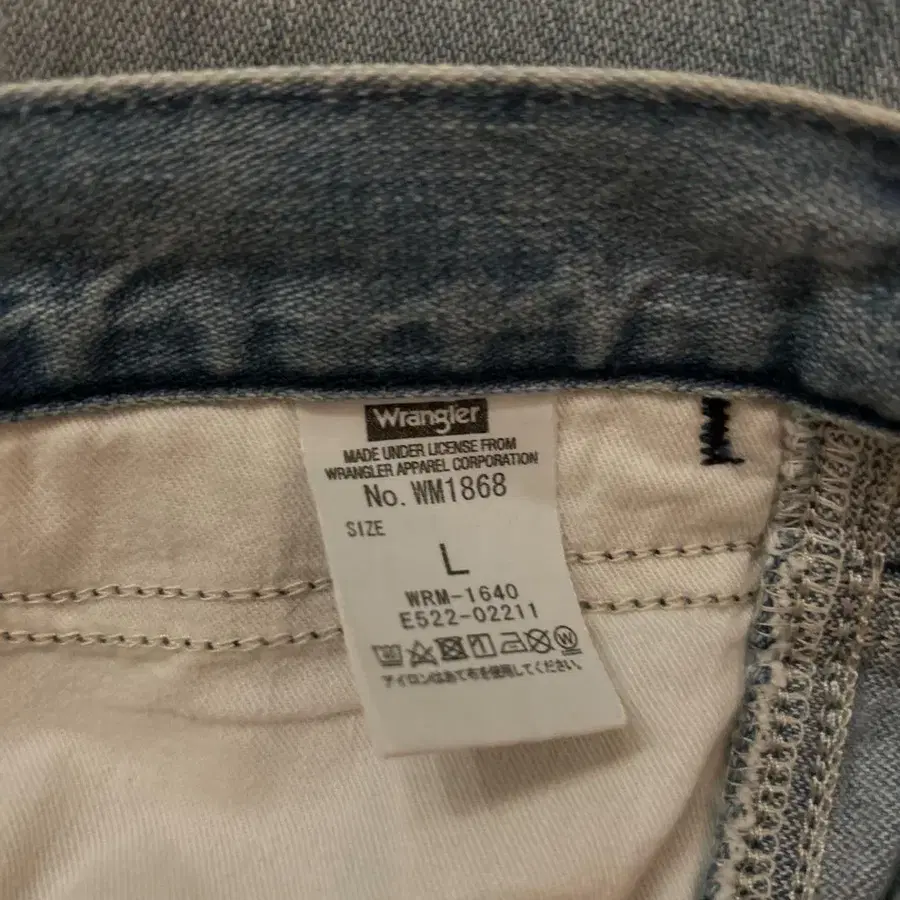 Wrangler
MADE UNDER LICENSE FROM
WRANGLER APPAREL CORPORATION
No. WM1868
SIZE
L
WRM-1640
E522-02211
アイロンはあて布を使用してください。